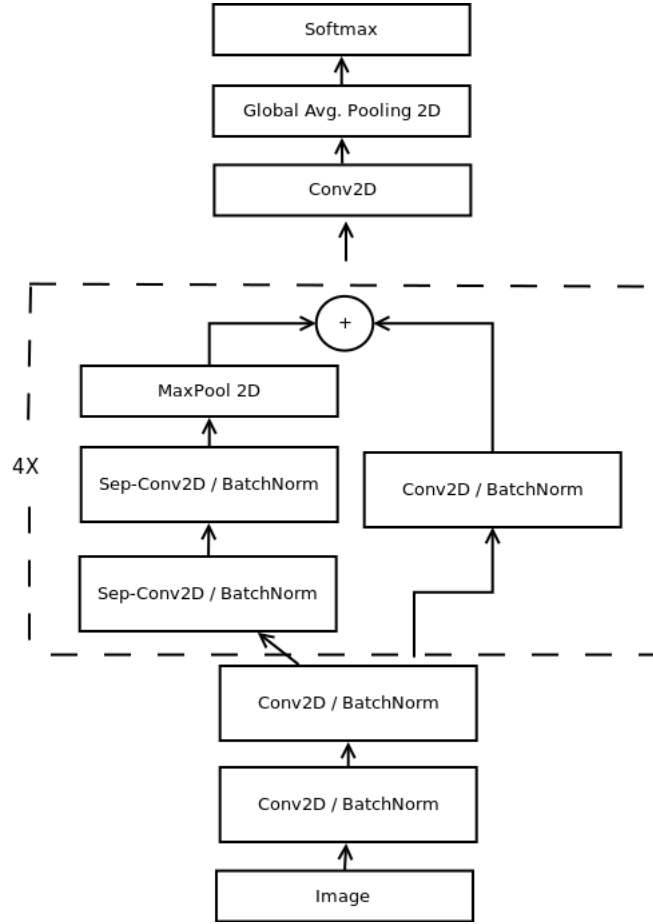 Softmax
Global Avg. Pooling 2D
Conv2D
+
MaxPool 2D
4X
Sep-Conv2D / BatchNorm
Conv2D / BatchNorm
Sep-Conv2D / BatchNorm
Conv2D / BatchNorm
Conv2D / BatchNorm
Image